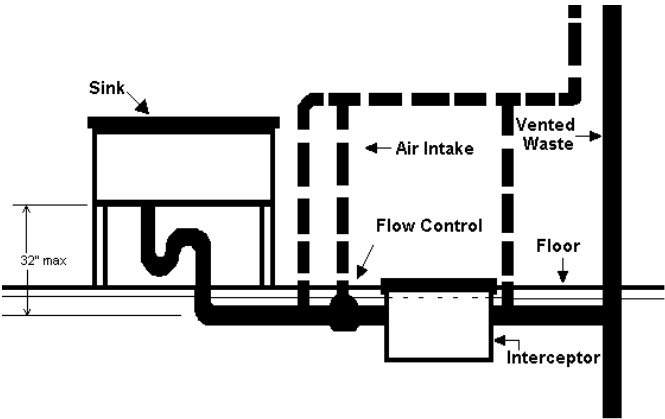 Sink
Vented
Waste
Air Intake
Flow Control
Floor
32" max
Interceptor